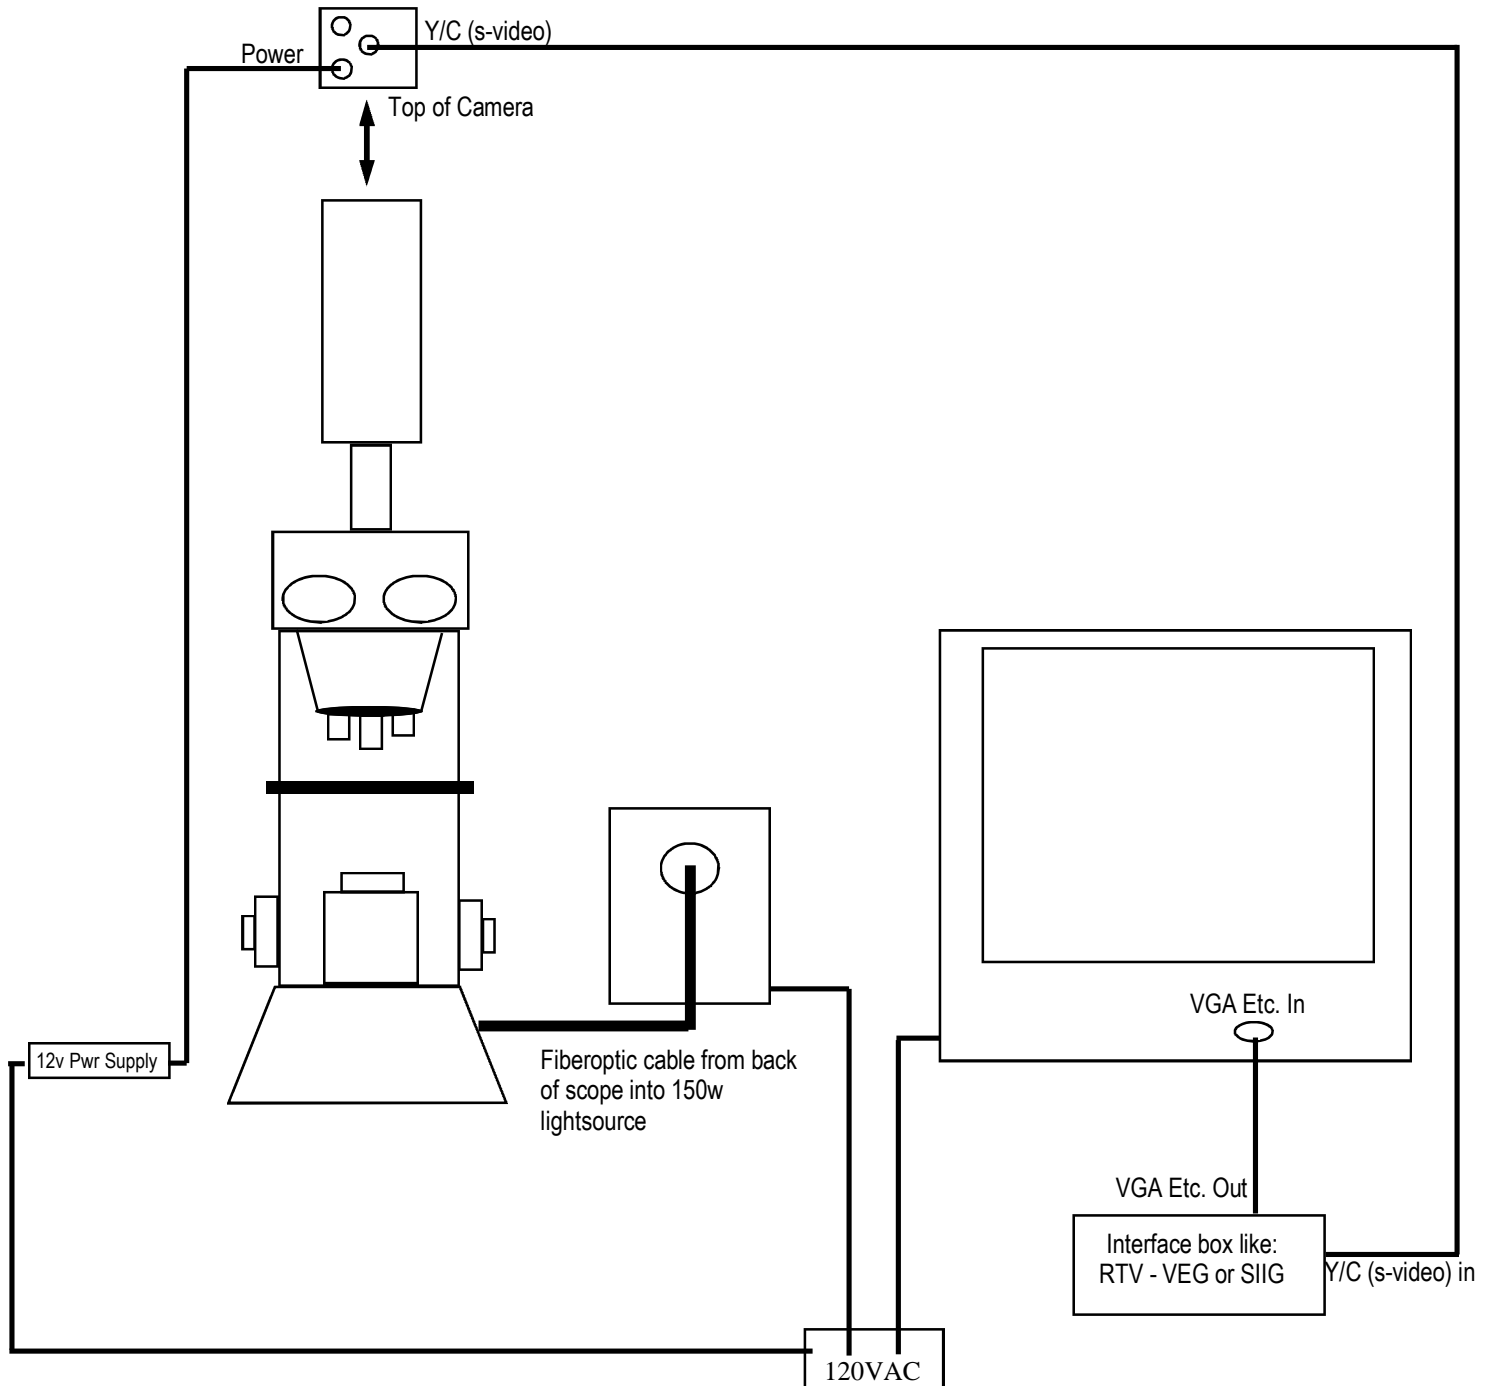 Y/C (s-video)
Power
Top of Camera
VGA Etc. In
12v Pwr Supply
Fiberoptic cable from back
of scope into 150w
lightsource
VGA Etc. Out
Interface box like:
RTV - VEG or SIIG
Y/C (s-video) in
120VAC